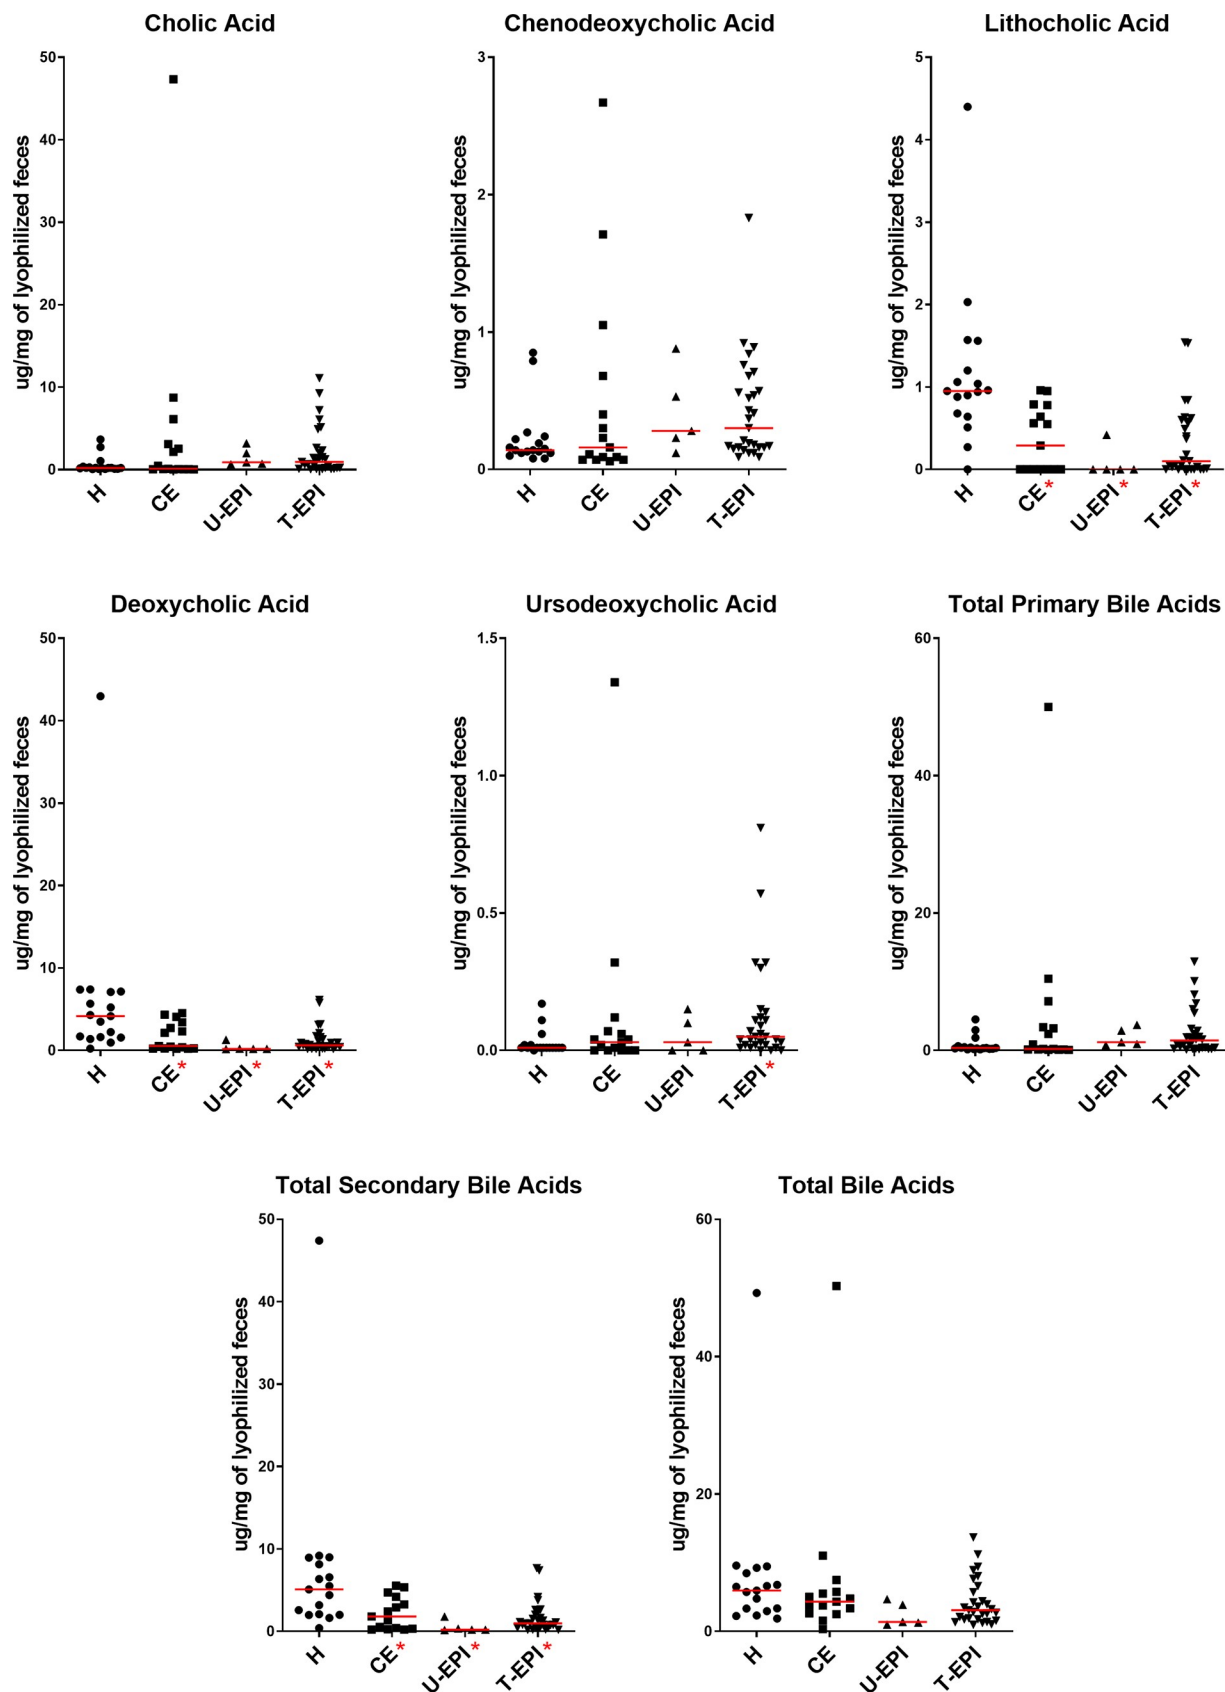 Cholic Acid
ug/mg of lyophilized feces
50
40
30
20
10
0
H
CE
U-EPI
T-EPI
Chenodeoxycholic Acid
ug/mg of lyophilized feces
3
2
1
0
H
CE
U-EPI
T-EPI
Lithocholic Acid
ug/mg of lyophilized feces
5
4
3
2
1
0
H
CE*
U-EPI*
T-EPI*
Deoxycholic Acid
ug/mg of lyophilized feces
50
40
30
20
10
0
H
CE*
U-EPI*
T-EPI*
Ursodeoxycholic Acid
ug/mg of lyophilized feces
1.5
1.0
0.5
0.0
H
CE
U-EPI
T-EPI*
Total Primary Bile Acids
ug/mg of lyophilized feces
60
40
20
0
H
CE
U-EPI
T-EPI
Total Secondary Bile Acids
ug/mg of lyophilized feces
50
40
30
20
10
0
H
CE*
U-EPI*
T-EPI*
Total Bile Acids
ug/mg of lyophilized feces
60
40
20
0
H
CE
U-EPI
T-EPI